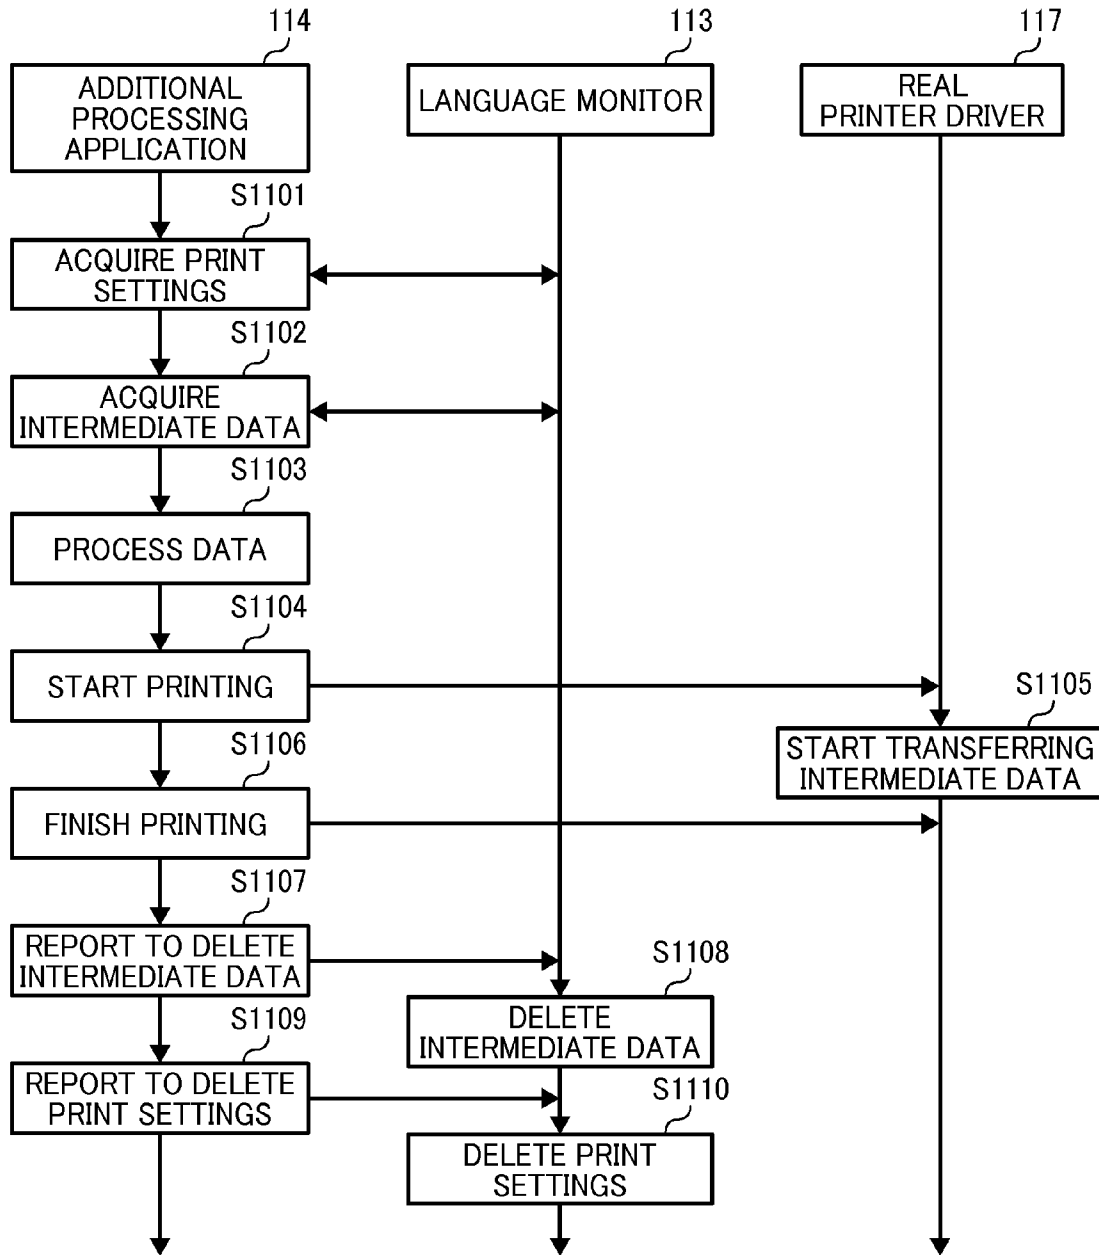 114
113
117
ADDITIONAL
PROCESSING
APPLICATION
LANGUAGE MONITOR
REAL
PRINTER DRIVER
S1101
ACQUIRE PRINT
SETTINGS
S1102
ACQUIRE
INTERMEDIATE DATA
S1103
PROCESS DATA
S1104
START PRINTING
S1105
START TRANSFERRING
INTERMEDIATE DATA
S1106
FINISH PRINTING
S1107
REPORT TO DELETE
INTERMEDIATE DATA
S1108
DELETE
INTERMEDIATE DATA
S1109
REPORT TO DELETE
PRINT SETTINGS
S1110
DELETE PRINT
SETTINGS